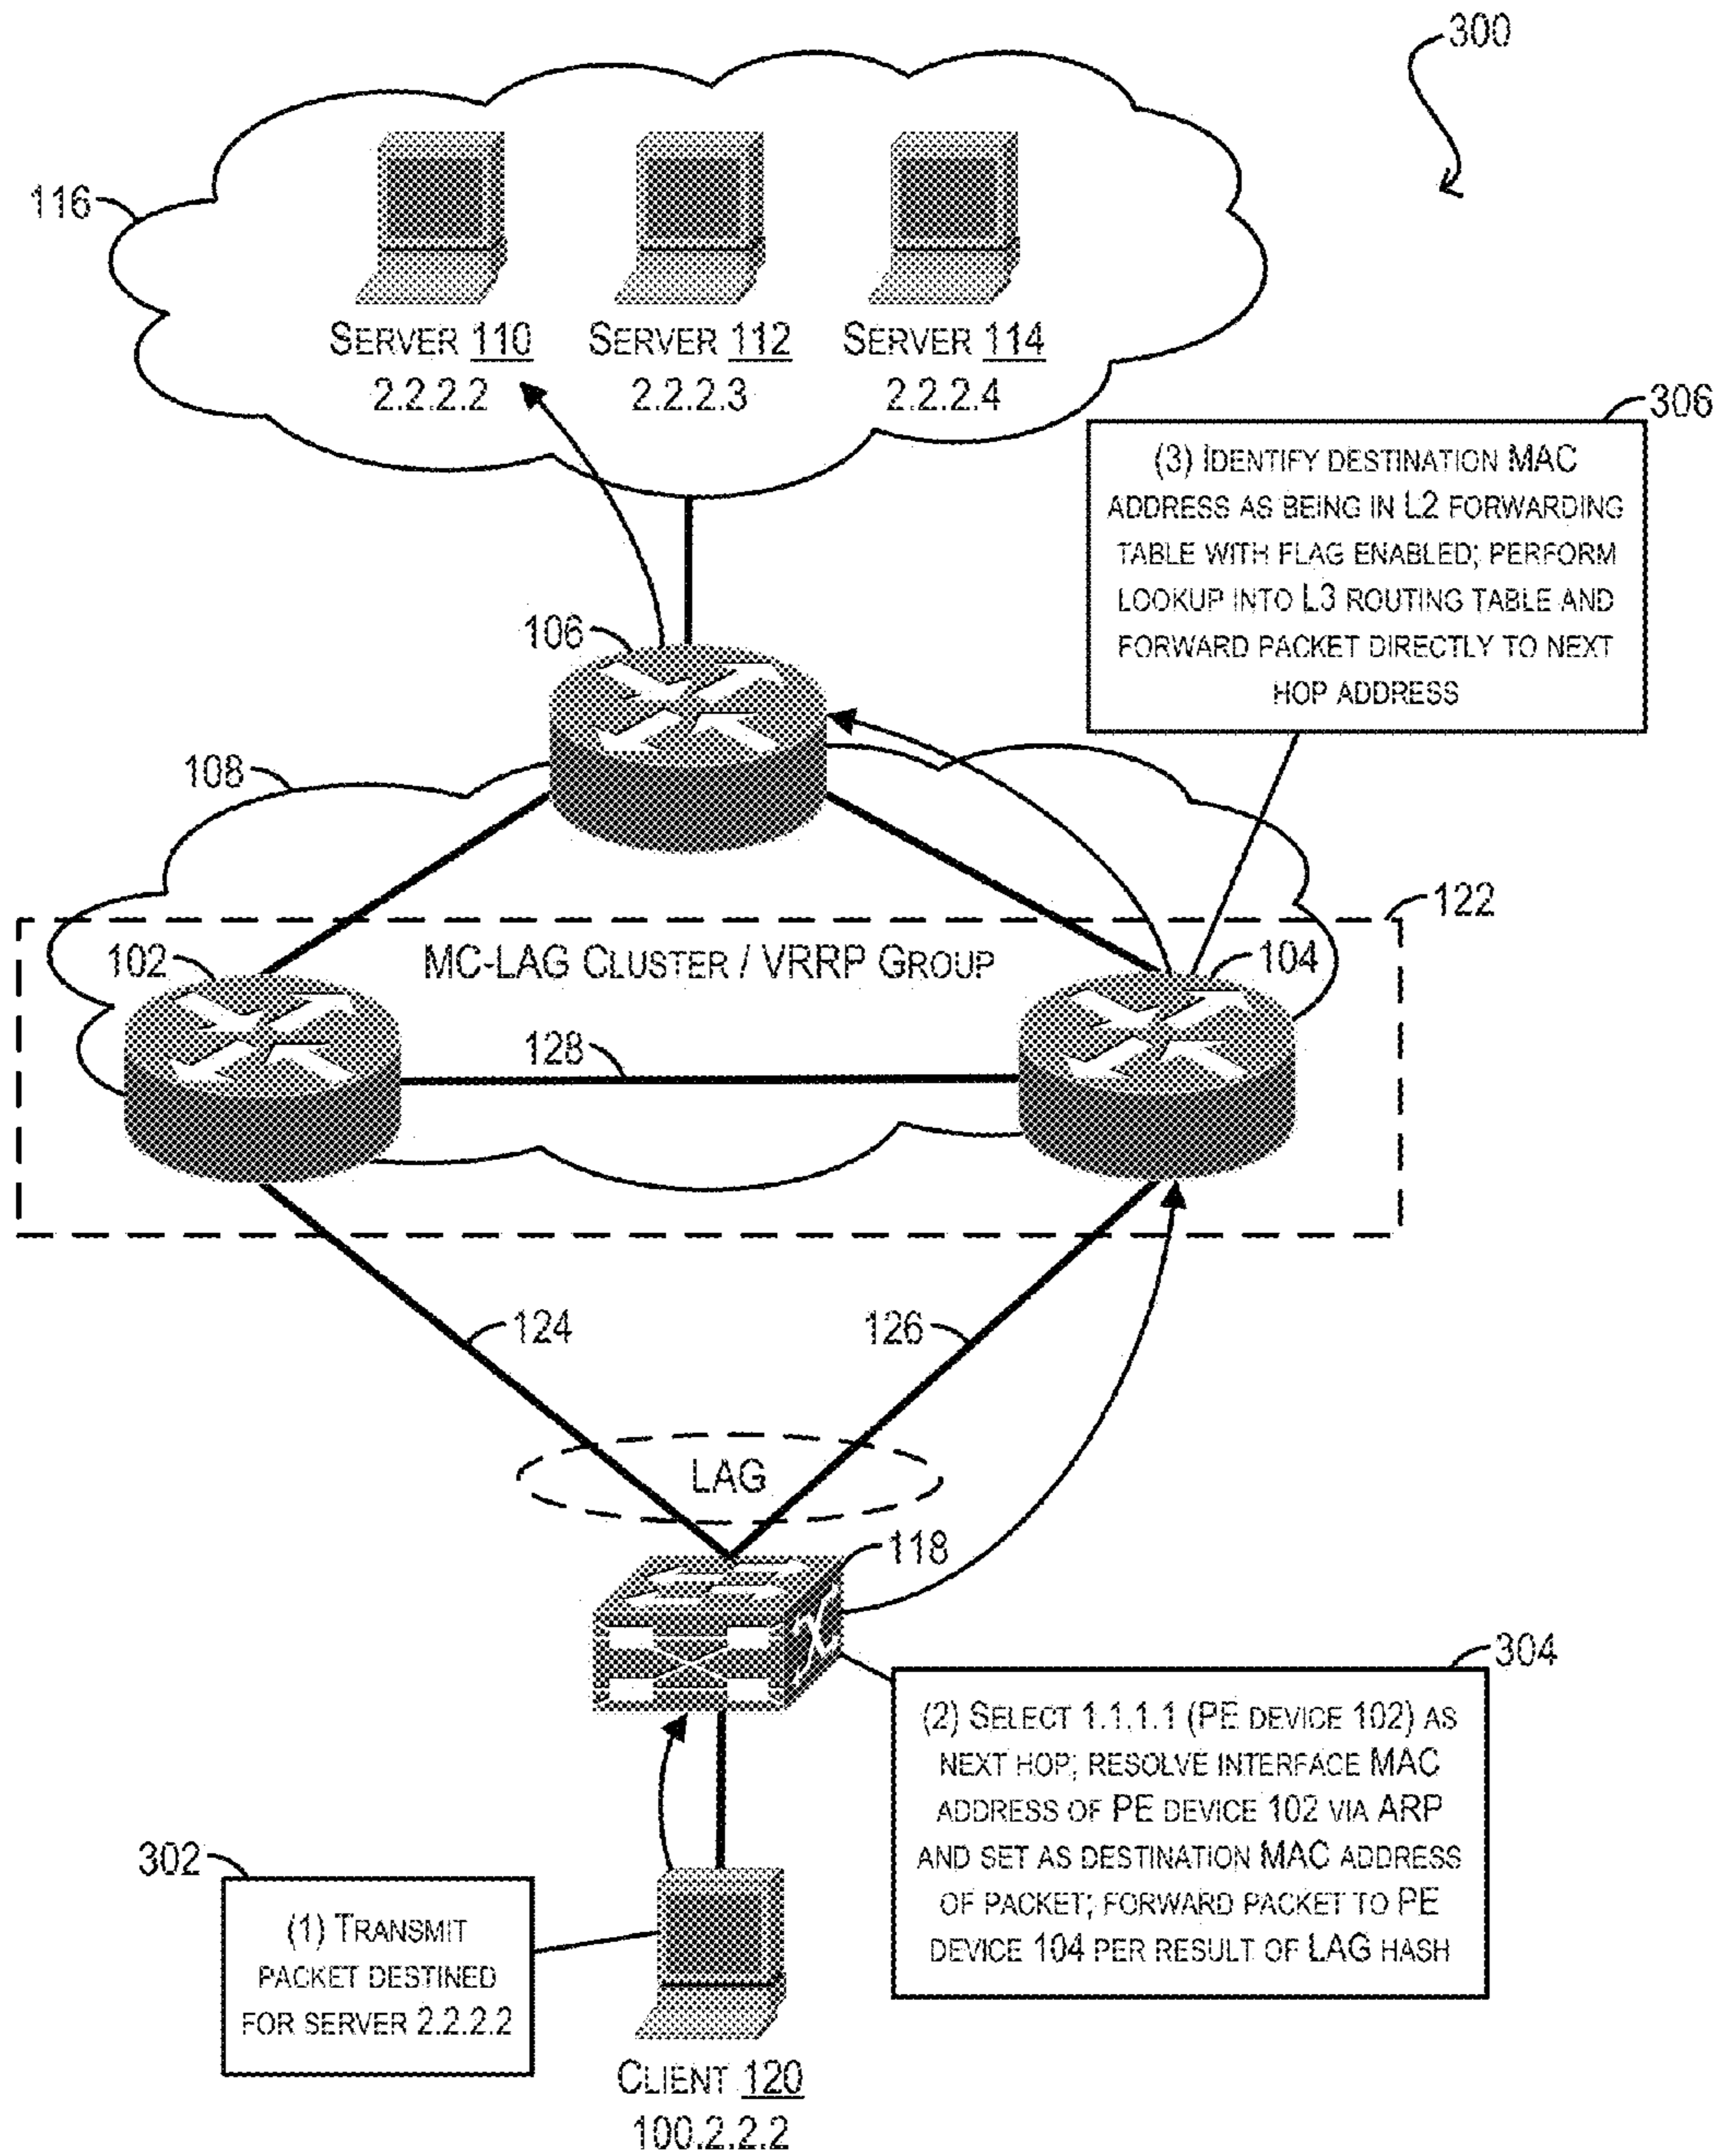 300
116
SERVER 110
2.2.2.2
SERVER 112
2.2.2.3
SERVER 114
2.2.2.4
306
(3) IDENTIFY DESTINATION MAC
ADDRESS AS BEING IN L2 FORWARDING
TABLE WITH FLAG ENABLED; PERFORM
LOOKUP INTO L3 ROUTING TABLE AND
FORWARD PACKET DIRECTLY TO NEXT
HOP ADDRESS
106
108
122
102
MC-LAG CLUSTER / VRRP GROUP
104
128
124
126
LAG
118
304
(2) SELECT 1.1.1.1 (PE DEVICE 102) AS
NEXT HOP; RESOLVE INTERFACE MAC
ADDRESS OF PE DEVICE 102 VIA ARP
AND SET AS DESTINATION MAC ADDRESS
OF PACKET; FORWARD PACKET TO PE
DEVICE 104 PER RESULT OF LAG HASH
302
(1) TRANSMIT
PACKET DESTINED
FOR SERVER 2.2.2.2
CLIENT 120
100.2.2.2